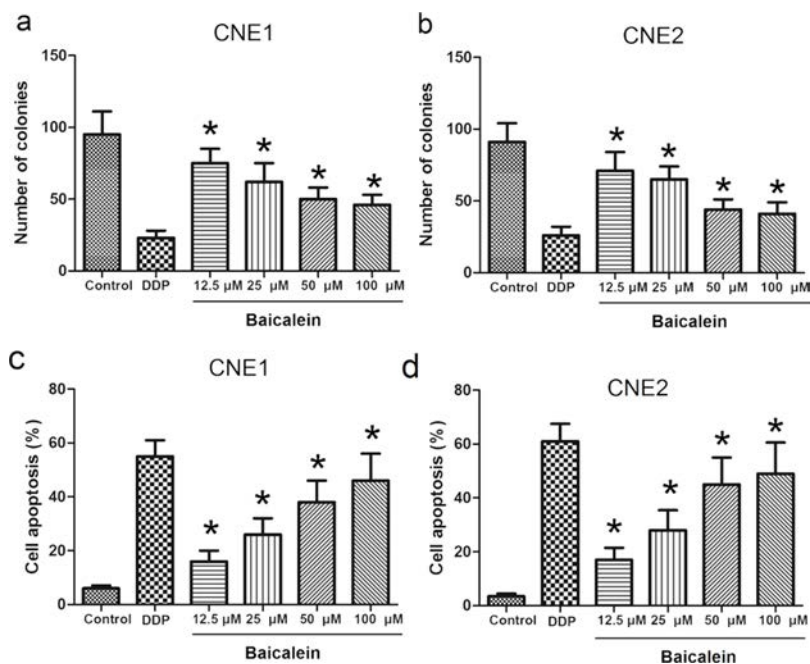 a
CNE1
Number of colonies
150
100
50
0
*
*
*
*
Control DDP 12.5 µM 25 µM 50 µM 100 µM
Baicalein
b
CNE2
Number of colonies
150
100
50
0
*
*
*
*
Control DDP 12.5 µM 25 µM 50 µM 100 µM
Baicalein
c
CNE1
Cell apoptosis (%)
80
60
40
20
0
*
*
*
*
Control DDP 12.5 µM 25 µM 50 µM 100 µM
Baicalein
d
CNE2
Cell apoptosis (%)
80
60
40
20
0
*
*
*
*
Control DDP 12.5 µM 25 µM 50 µM 100 µM
Baicalein